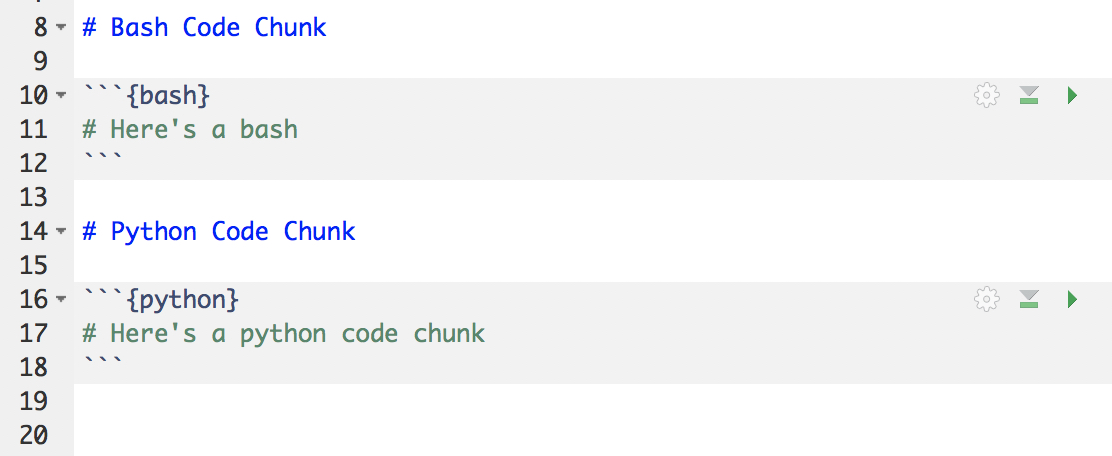 8 # Bash Code Chunk
9
10 ```{bash}
11 # Here's a bash
12 ```
13
14 # Python Code Chunk
15
16 ```{python}
17 # Here's a python code chunk
18 ```
19
20